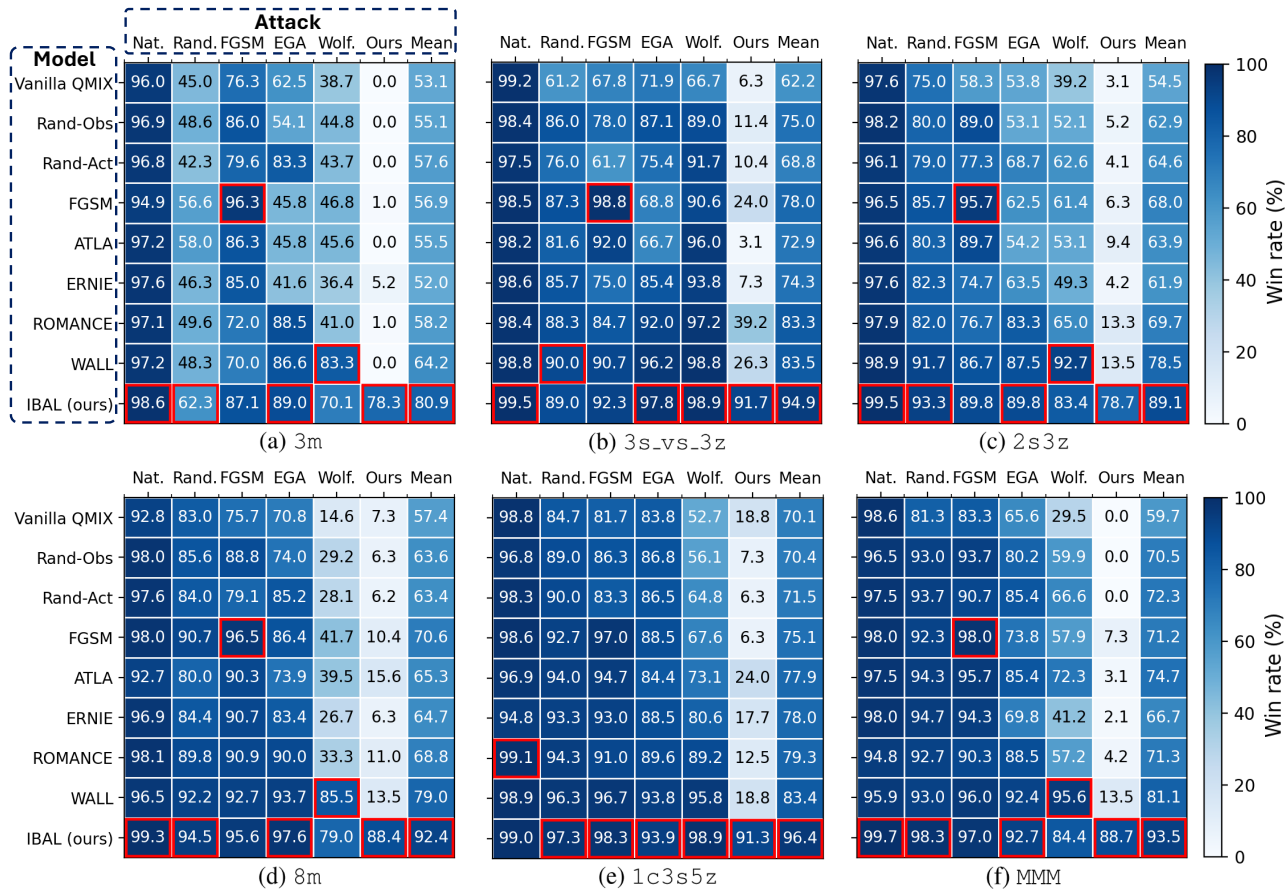 Attack
Nat. Rand. FGSM EGA Wolf. Ours Mean Nat. Rand. FGSM EGA Wolf. Ours Mean Nat. Rand. FGSM EGA Wolf. Ours Mean
Model
Vanilla QMIX 96.0 45.0 76.3 62.5 38.7 0.0 53.1 99.2 61.2 67.8 71.9 66.7 6.3 62.2 97.6 75.0 58.3 53.8 39.2 3.1 54.5
Rand-Obs 96.9 48.6 86.0 54.1 44.8 0.0 55.1 98.4 86.0 78.0 87.1 89.0 11.4 75.0 98.2 80.0 89.0 53.1 52.1 5.2 62.9
Rand-Act 96.8 42.3 79.6 83.3 43.7 0.0 57.6 97.5 76.0 61.7 75.4 91.7 10.4 68.8 96.1 79.0 77.3 68.7 62.6 4.1 64.6
FGSM 94.9 56.6 96.3 45.8 46.8 1.0 56.9 98.5 87.3 98.8 68.8 90.6 24.0 78.0 96.5 85.7 95.7 62.5 61.4 6.3 68.0
ATLA 97.2 58.0 86.3 45.8 45.6 0.0 55.5 98.2 81.6 92.0 66.7 96.0 3.1 72.9 96.6 80.3 89.7 54.2 53.1 9.4 63.9
ERNIE 97.6 46.3 85.0 41.6 36.4 5.2 52.0 98.6 85.7 75.0 85.4 93.8 7.3 74.3 97.6 82.3 74.7 63.5 49.3 4.2 61.9
ROMANCE 97.1 49.6 72.0 88.5 41.0 1.0 58.2 98.4 88.3 84.7 92.0 97.2 39.2 83.3 97.9 82.0 76.7 83.3 65.0 13.3 69.7
WALL 97.2 48.3 70.0 86.6 83.3 0.0 64.2 98.8 90.0 90.7 96.2 98.8 26.3 83.5 98.9 91.7 86.7 87.5 92.7 13.5 78.5
IBAL (ours) 98.6 62.3 87.1 89.0 70.1 78.3 80.9 99.5 89.0 92.3 97.8 98.9 91.7 94.9 99.5 93.3 89.8 89.8 83.4 78.7 89.1
100
80
60
40
20
0
Win rate (%)
(a) 3m (b) 3s_vs_3z (c) 2s3z
Nat. Rand. FGSM EGA Wolf. Ours Mean Nat. Rand. FGSM EGA Wolf. Ours Mean Nat. Rand. FGSM EGA Wolf. Ours Mean
Vanilla QMIX 92.8 83.0 75.7 70.8 14.6 7.3 57.4 98.8 84.7 81.7 83.8 52.7 18.8 70.1 98.6 81.3 83.3 65.6 29.5 0.0 59.7
Rand-Obs 98.0 85.6 88.8 74.0 29.2 6.3 63.6 96.8 89.0 86.3 86.8 56.1 7.3 70.4 96.5 93.0 93.7 80.2 59.9 0.0 70.5
Rand-Act 97.6 84.0 79.1 85.2 28.1 6.2 63.4 98.3 90.0 83.3 86.5 64.8 6.3 71.5 97.5 93.7 90.7 85.4 66.6 0.0 72.3
FGSM 98.0 90.7 96.5 86.4 41.7 10.4 70.6 98.6 92.7 97.0 88.5 67.6 6.3 75.1 98.0 92.3 98.0 73.8 57.9 7.3 71.2
ATLA 92.7 80.0 90.3 73.9 39.5 15.6 65.3 96.9 94.0 94.7 84.4 73.1 24.0 77.9 97.5 94.3 95.7 85.4 72.3 3.1 74.7
ERNIE 96.9 84.4 90.7 83.4 26.7 6.3 64.7 94.8 93.3 93.0 88.5 80.6 17.7 78.0 98.0 94.7 94.3 69.8 41.2 2.1 66.7
ROMANCE 98.1 89.8 90.9 90.0 33.3 11.0 68.8 99.1 94.3 91.0 89.6 89.2 12.5 79.3 94.8 92.7 90.3 88.5 57.2 4.2 71.3
WALL 96.5 92.2 92.7 93.7 85.5 13.5 79.0 98.9 96.3 96.7 93.8 95.8 18.8 83.4 95.9 93.0 96.0 92.4 95.6 13.5 81.1
IBAL (ours) 99.3 94.5 95.6 97.6 79.0 88.4 92.4 99.0 97.3 98.3 93.9 98.9 91.3 96.4 99.7 98.3 97.0 92.7 84.4 88.7 93.5
100
80
60
40
20
0
Win rate (%)
(d) 8m (e) 1c3s5z (f) MMM